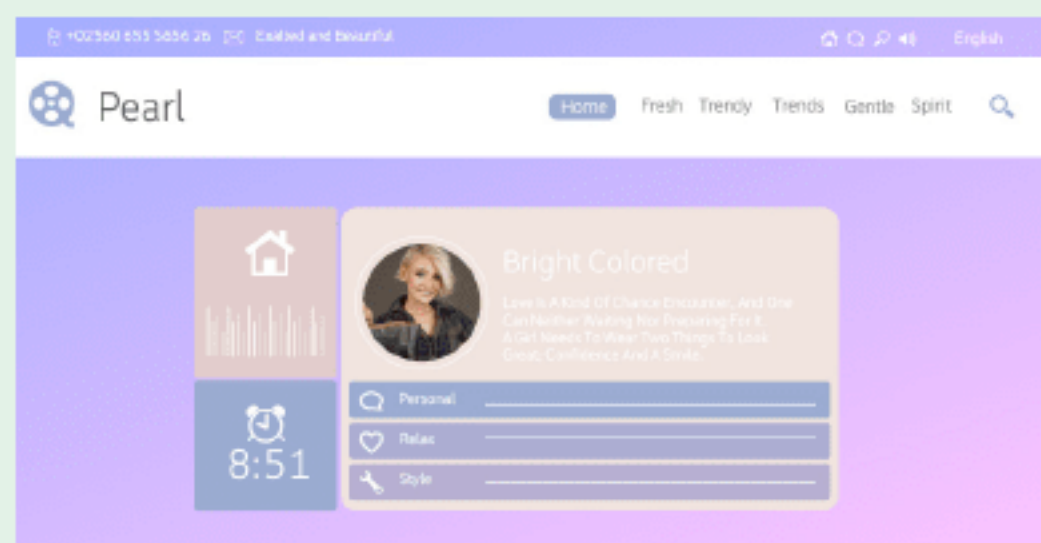 +02560 655 5656 26 Exalted and Beautiful
English
Pearl
Home Fresh Trendy Trends Gentle Spirit
Bright Colored
Love Is A Kind Of Chance Encounter, And One
Can Neither Waiting Nor Preparing For It.
A Girl Needs To Wear Two Things To Look
Great, Confidence And A Smile.
Personal
Relax
Style
8:51